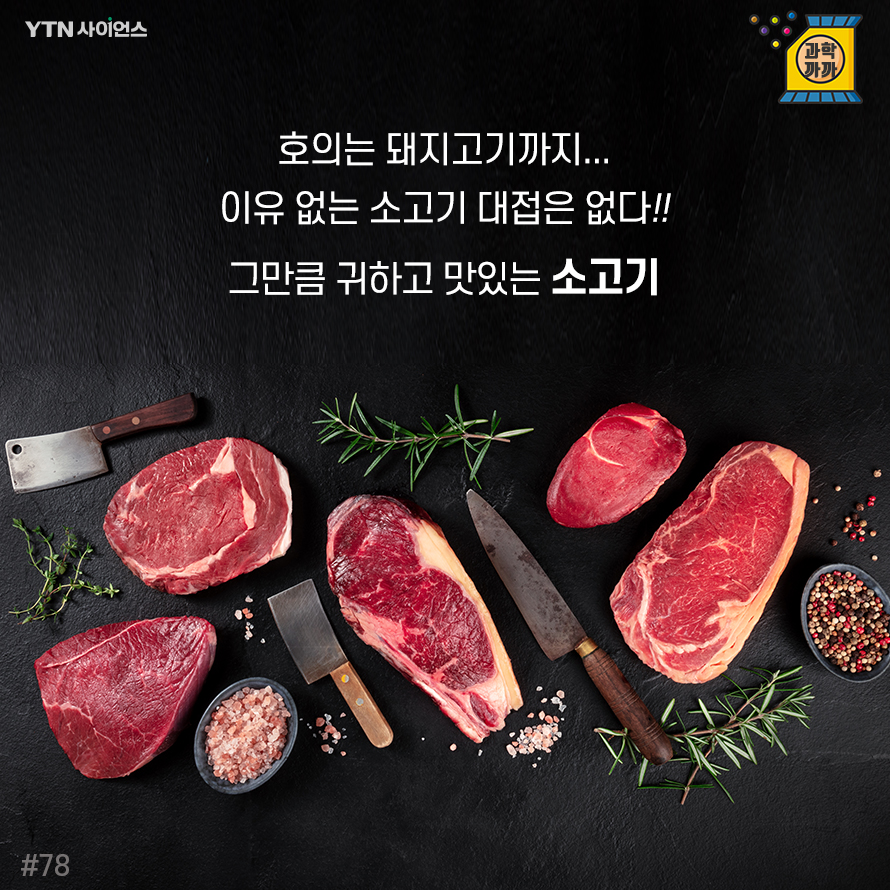 YTN 사이언스
과학
까까
호의는 돼지고기까지...
이유 없는 소고기 대접은 없다!!
그만큼 귀하고 맛있는 소고기
#78